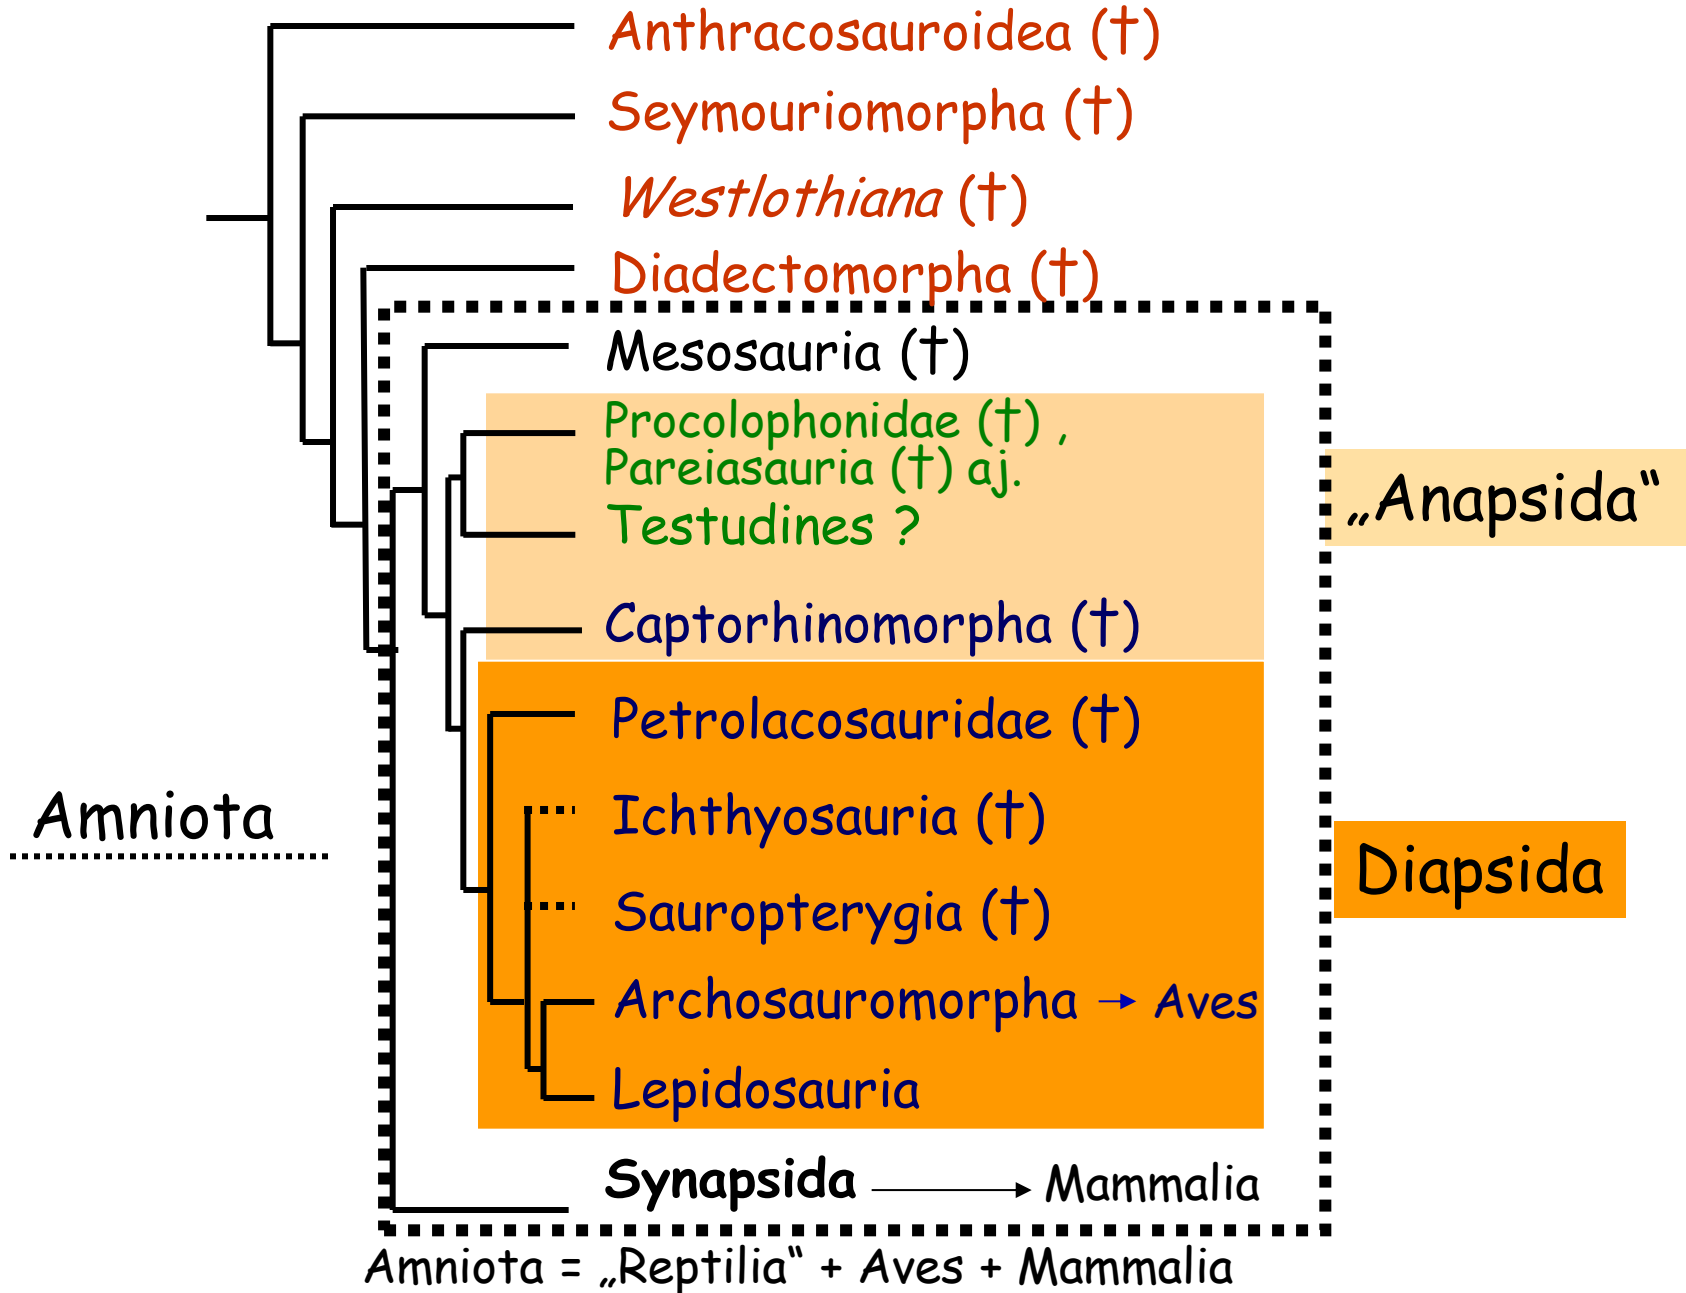 Anthracosauroidea (†)
Seymouriomorpha (†)
Westlothiana (†)
Diadectomorpha (†)
Mesosauria (†)
Procolophonidae (†) ,
Pareiasauria (†) aj.
Testudines ?
„Anapsida“
Captorhinomorpha (†)
Petrolacosauridae (†)
Amniota
Ichthyosauria (†)
Diapsida
Sauropterygia (†)
Archosauromorpha → Aves
Lepidosauria
Synapsida → Mammalia
Amniota = „Reptilia“ + Aves + Mammalia